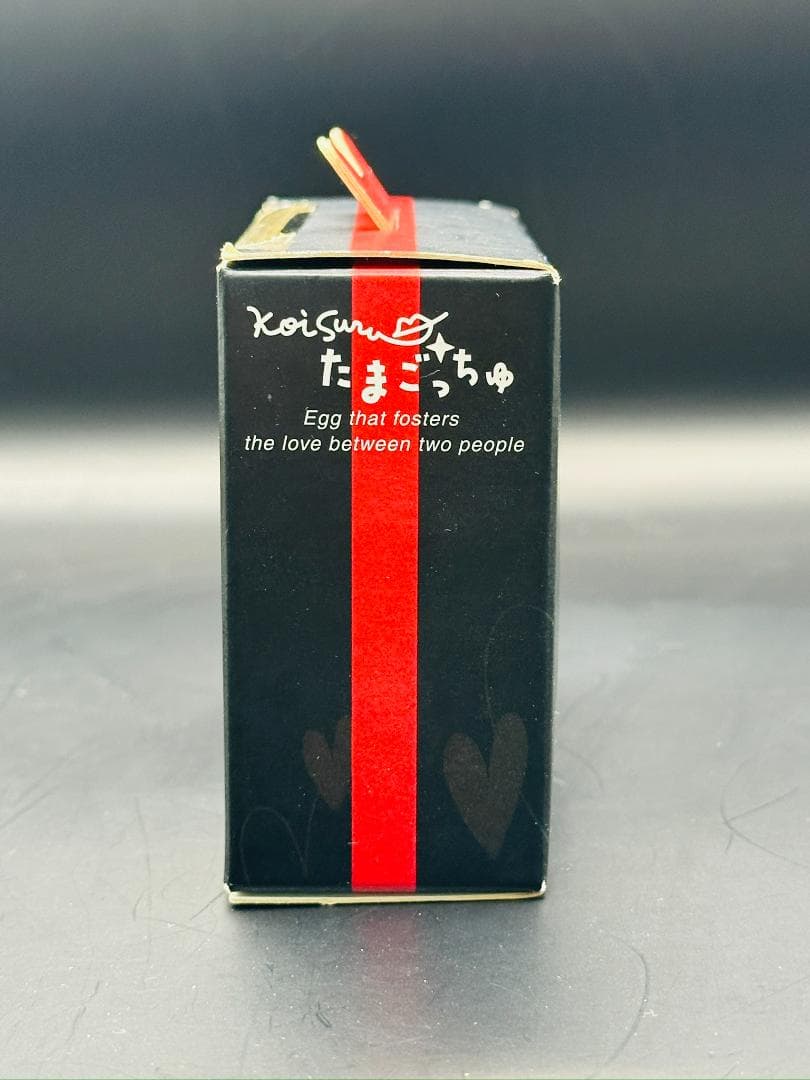 Koisuru
たまごっちゅ
Egg that fosters
the love between two people